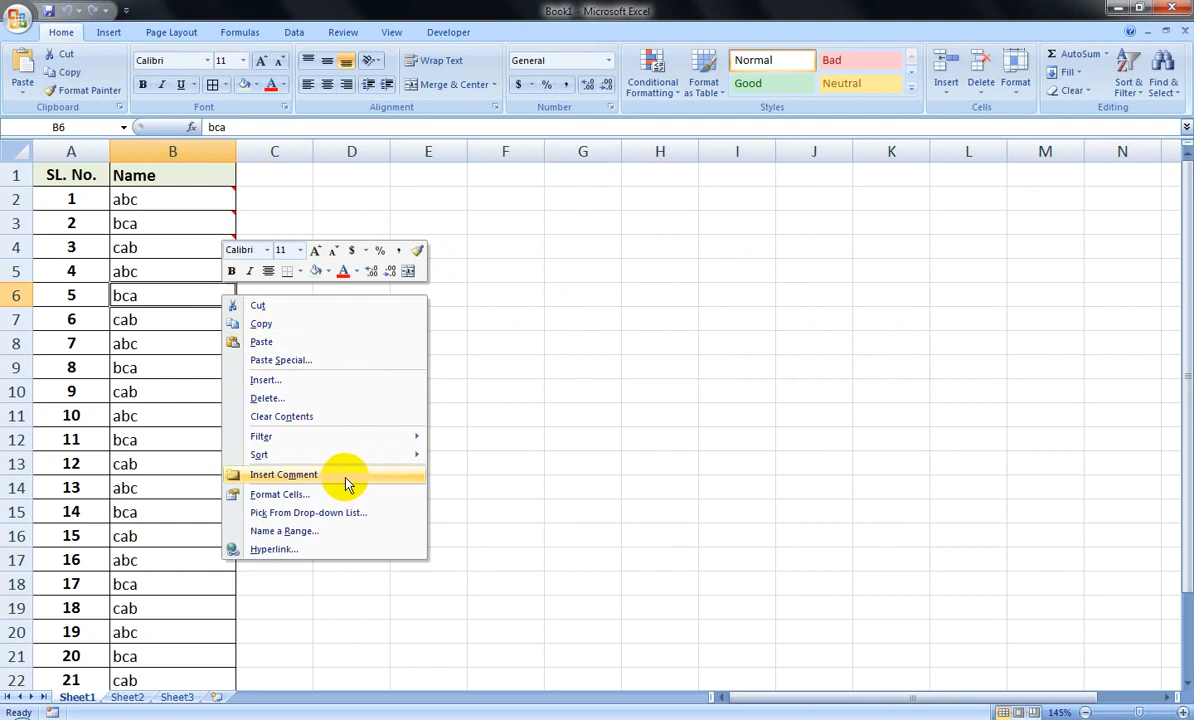 Book1 - Microsoft Excel
Home Insert Page Layout Formulas Data Review View Developer
Paste
Cut
Copy
Format Painter
Clipboard
Calibri 11
B I U
Font
Wrap Text
Merge & Center
Alignment
General
$ % ,
Number
Conditional Formatting
Format as Table
Normal Bad
Good Neutral
Styles
Insert Delete Format
Cells
Σ AutoSum
Fill
Clear
Sort & Filter
Find & Select
Editing
B6 fx bca
A B C D E F G H I J K L M N
1 SL. No. Name
2 1 abc
3 2 bca
4 3 cab
5 4 abc
6 5 bca
7 6 cab
8 7 abc
9 8 bca
10 9 cab
11 10 abc
12 11 bca
13 12 cab
14 13 abc
15 14 bca
16 15 cab
17 16 abc
18 17 bca
19 18 cab
20 19 abc
21 20 bca
22 21 cab
Calibri 11 A A $ % ,
B I A
Cut
Copy
Paste
Paste Special...
Insert...
Delete...
Clear Contents
Filter
Sort
Insert Comment
Format Cells...
Pick From Drop-down List...
Name a Range...
Hyperlink...
Sheet1 Sheet2 Sheet3
Ready 145%